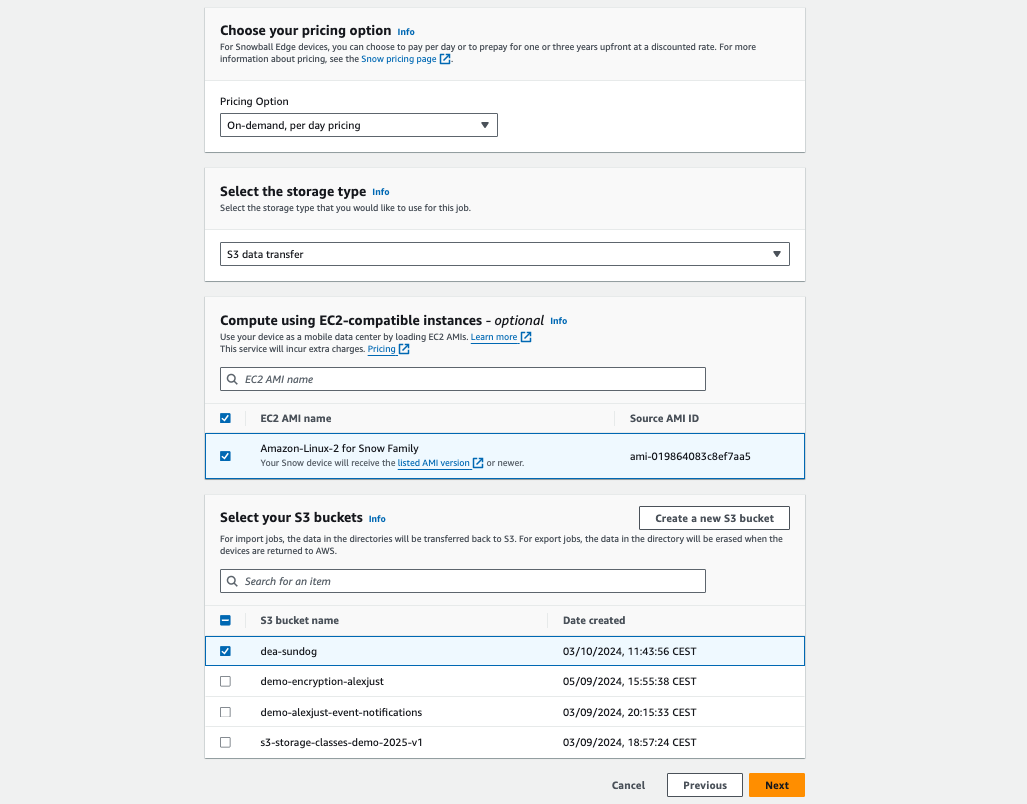 Choose your pricing option Info
For Snowball Edge devices, you can choose to pay per day or to prepay for one or three years upfront at a discounted rate. For more
information about pricing, see the Snow pricing page.
Pricing Option
On-demand, per day pricing
Select the storage type Info
Select the storage type that you would like to use for this job.
S3 data transfer
Compute using EC2-compatible instances - optional Info
Use your device as a mobile data center by loading EC2 AMIs. Learn more
This service will incur extra charges. Pricing
EC2 AMI name
EC2 AMI name Source AMI ID
Amazon-Linux-2 for Snow Family
Your Snow device will receive the listed AMI version or newer.
ami-019864083c8ef7aa5
Select your S3 buckets Info
Create a new S3 bucket
For import jobs, the data in the directories will be transferred back to S3. For export jobs, the data in the directory will be erased when the
devices are returned to AWS.
Search for an item
S3 bucket name Date created
dea-sundog 03/10/2024, 11:43:56 CEST
demo-encryption-alexjust 05/09/2024, 15:55:38 CEST
demo-alexjust-event-notifications 03/09/2024, 20:15:33 CEST
s3-storage-classes-demo-2025-v1 03/09/2024, 18:57:24 CEST
Cancel Previous Next